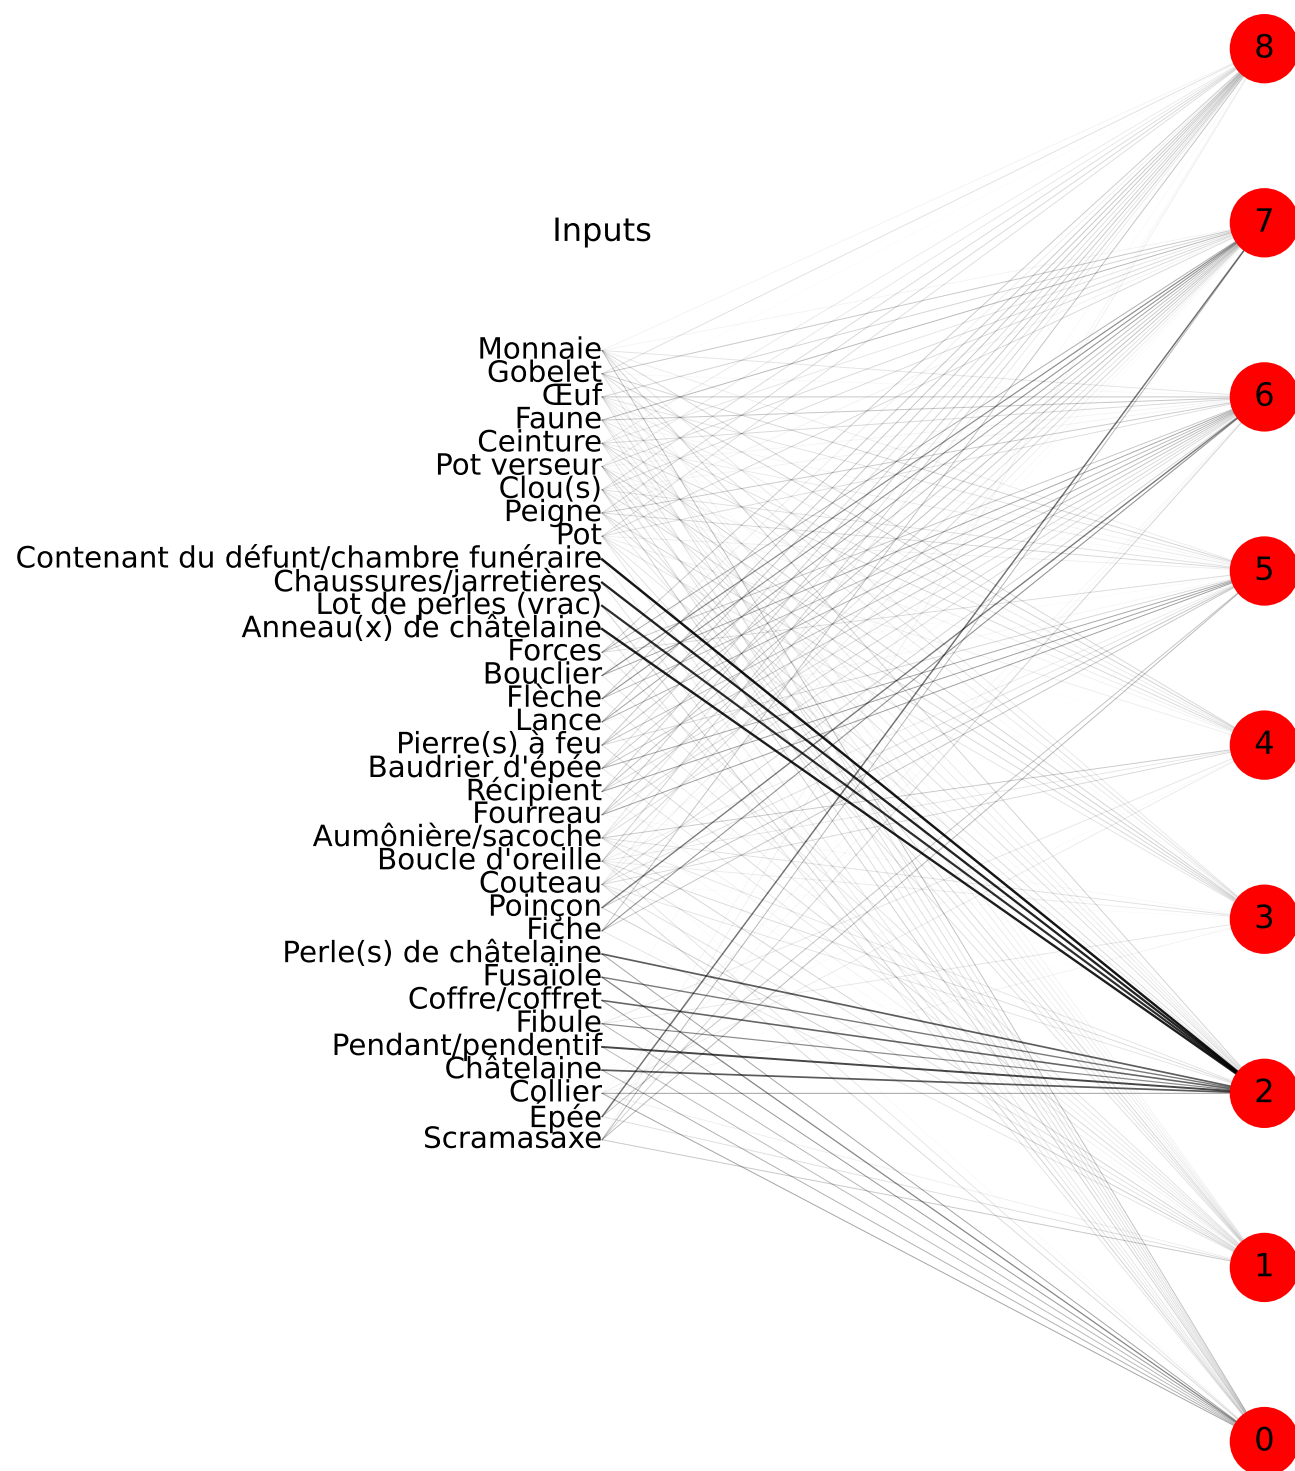 8
7
Inputs
Monnaie
Gobelet
Œuf
6
Faune
Ceinture
Pot verseur
Clou(s)
Peigne
Pot
Contenant du défunt/chambre funéraire
5
Chaussures/jarretières
Lot de perles (vrac)
Anneau(x) de châtelaine
Forces
Bouclier
Flèche
Lance
Pierre(s) à feu
4
Baudrier d'épée
Récipient
Fourreau
Aumônière/sacoche
Boucle d'oreille
Couteau
Poinçon
3
Fiche
Perle(s) de châtelaine
Fusaïole
Coffre/coffret
Fibule
Pendant/pendentif
Châtelaine
2
Collier
Épée
Scramasaxe
1
0